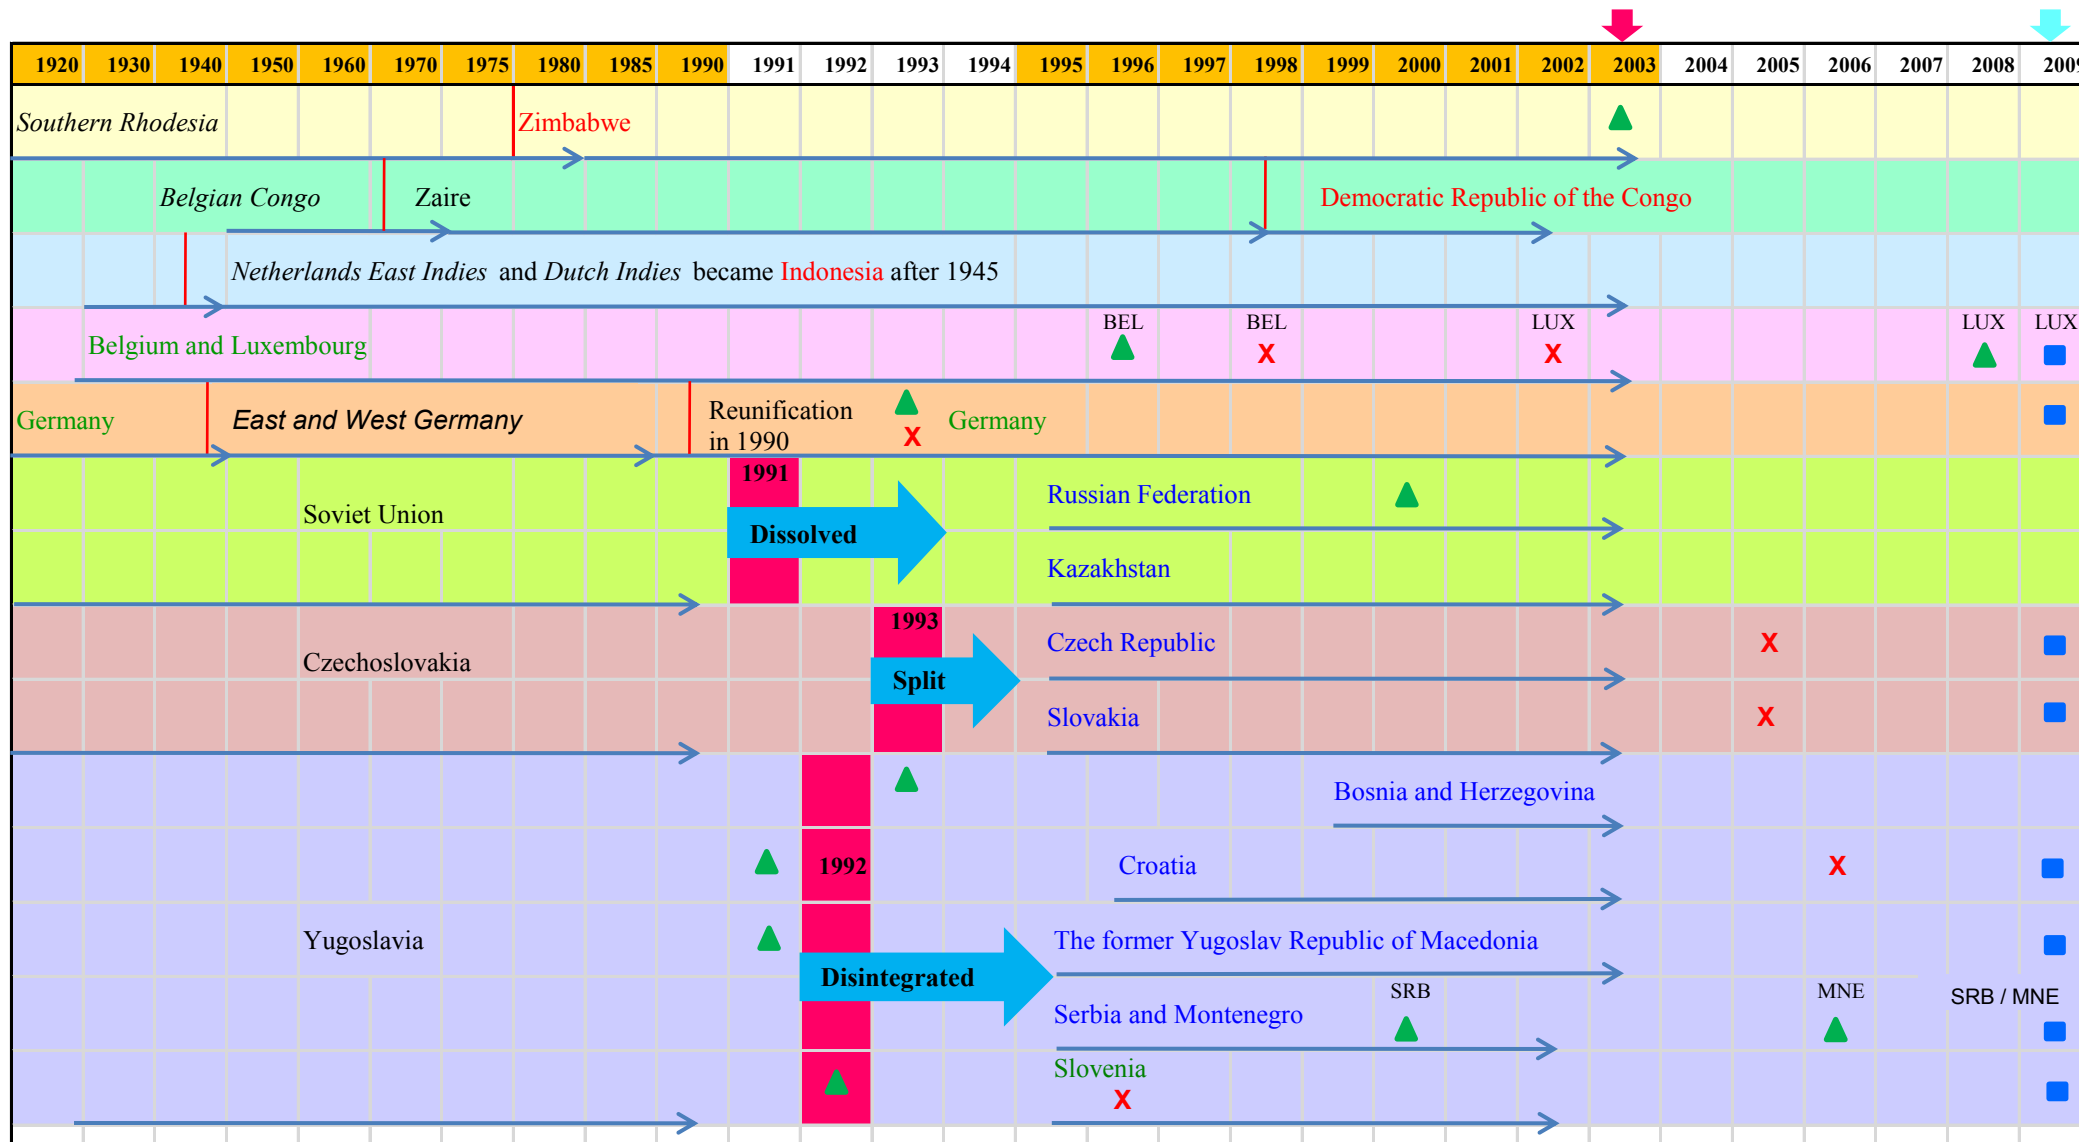 1920 1930 1940 1950 1960 1970 1975 1980 1985 1990 1991 1992 1993 1994 1995 1996 1997 1998 1999 2000 2001 2002 2003 2004 2005 2006 2007 2008 2009
Southern Rhodesia Zimbabwe
Belgian Congo Zaire Democratic Republic of the Congo
Netherlands East Indies and Dutch Indies became Indonesia after 1945
BEL BEL LUX LUX LUX
Belgium and Luxembourg
X X
Germany East and West Germany Reunification Germany
in 1990 X
1991
Soviet Union Russian Federation
Dissolved
Kazakhstan
1993
Czechoslovakia Czech Republic X
Split
Slovakia X
Bosnia and Herzegovina
1992 Croatia X
Yugoslavia The former Yugoslav Republic of Macedonia
Disintegrated
SRB MNE SRB / MNE
Serbia and Montenegro
Slovenia
X